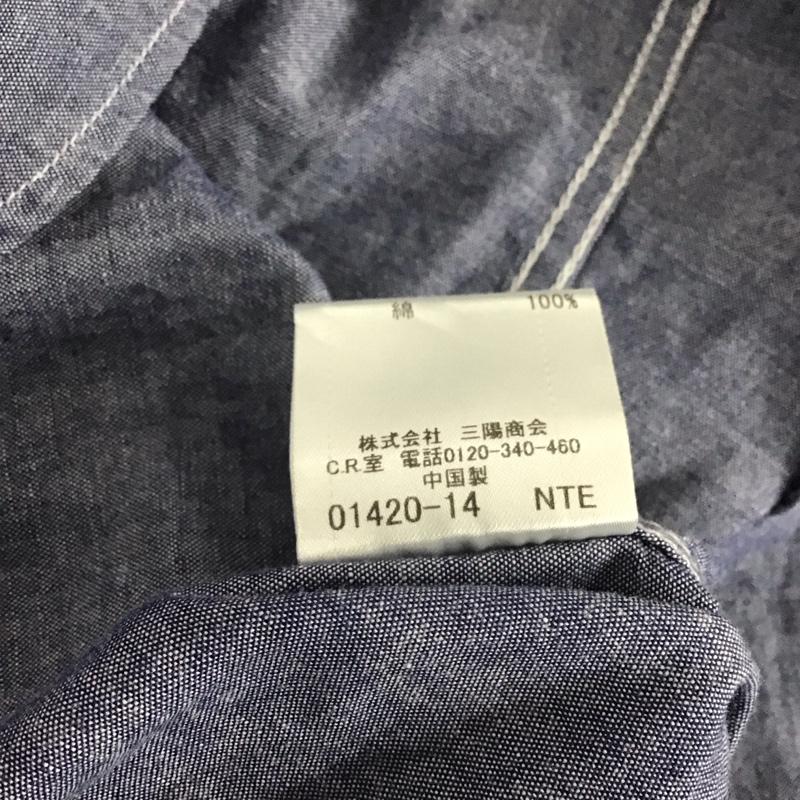 綿 100%
株式会社 三陽商会
C.R.室 電話0120-340-460
中国製
01420-14 NTE